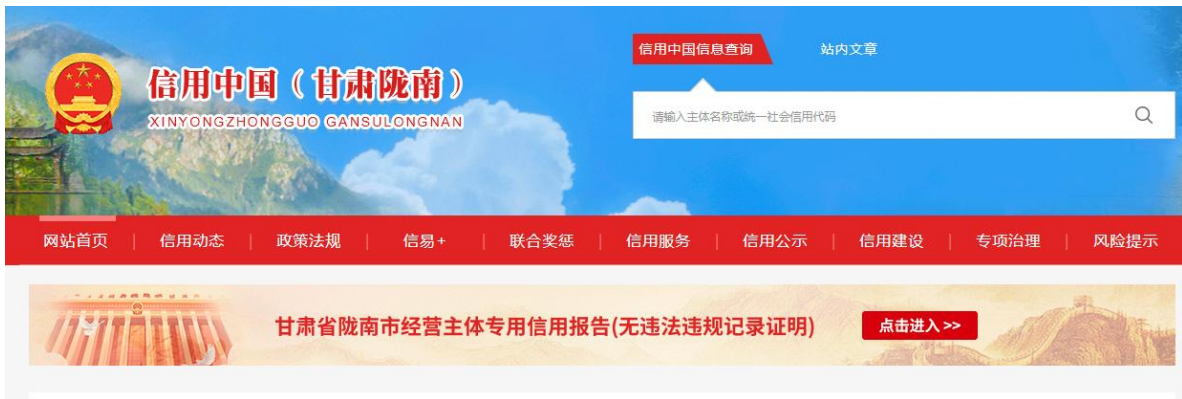 信用中国（甘肃陇南）
XINYONGZHONGGUO GANSULONGNAN
信用中国信息查询 站内文章
请输入主体名称或统一社会信用代码
网站首页 信用动态 政策法规 信易+ 联合奖惩 信用服务 信用公示 信用建设 专项治理 风险提示
甘肃省陇南市经营主体专用信用报告(无违法违规记录证明) 点击进入>>